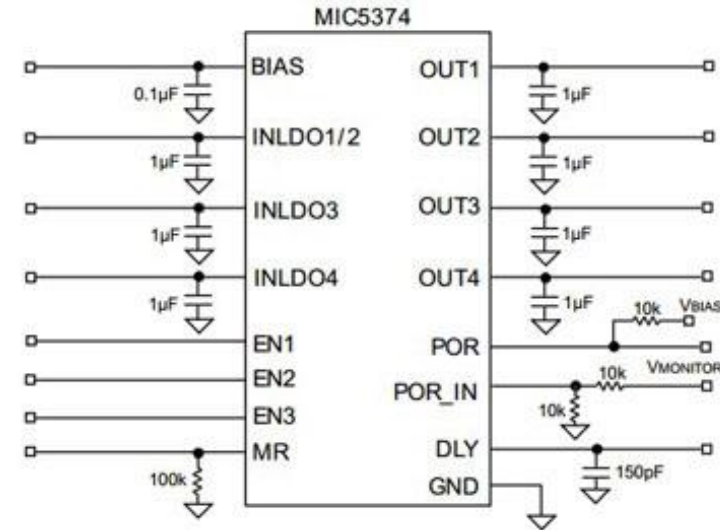 MIC5374
BIAS
0.1µF
INLDO1/2
1µF
INLDO3
1µF
INLDO4
1µF
EN1
EN2
EN3
MR
100k
OUT1
1µF
OUT2
1µF
OUT3
1µF
OUT4
1µF
10k
VBIAS
POR
10k
VMONITOR
POR_IN
10k
DLY
150pF
GND